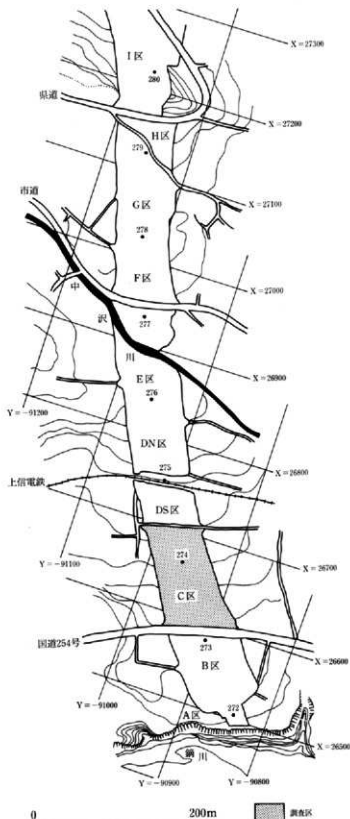 X=27300
I区
280
県道
X=27200
H区
279
市道
X=27100
G区
278
F区
X=27000
中沢川
277
X=26900
E区
276
Y=-91200
DN区
X=26800
275
上信電鉄
DS区
Y=-91100
274
X=26700
C区
国道254号
273
X=26600
B区
Y=-91000
272
A区
X=26500
鏑川
Y=-90900
Y=-90800
0 200m 調査区